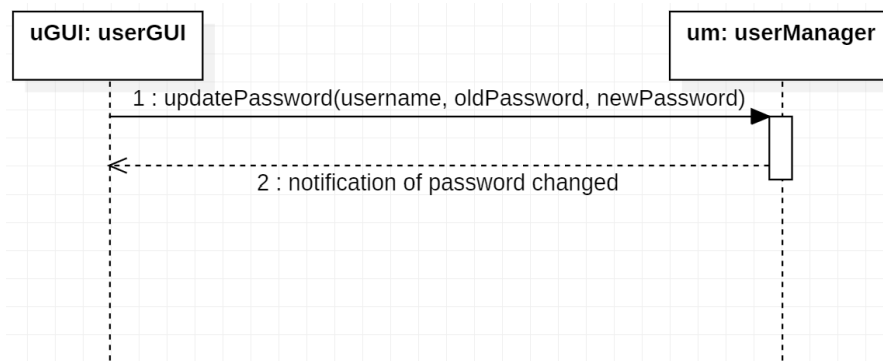 uGUI: userGUI
um: userManager
1 : updatePassword(username, oldPassword, newPassword)
2 : notification of password changed